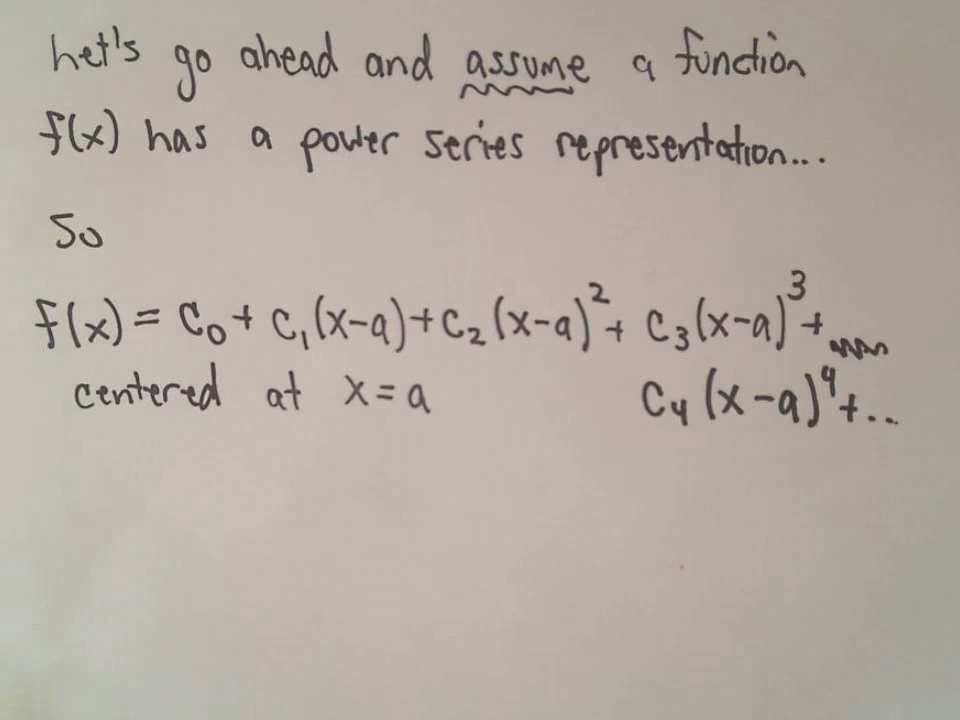 Let's go ahead and assume a function
f(x) has a power series representation...
So
f(x) = c₀ + c₁(x-a) + c₂(x-a)² + c₃(x-a)³ +
centered at x = a c₄(x-a)⁴ + ...